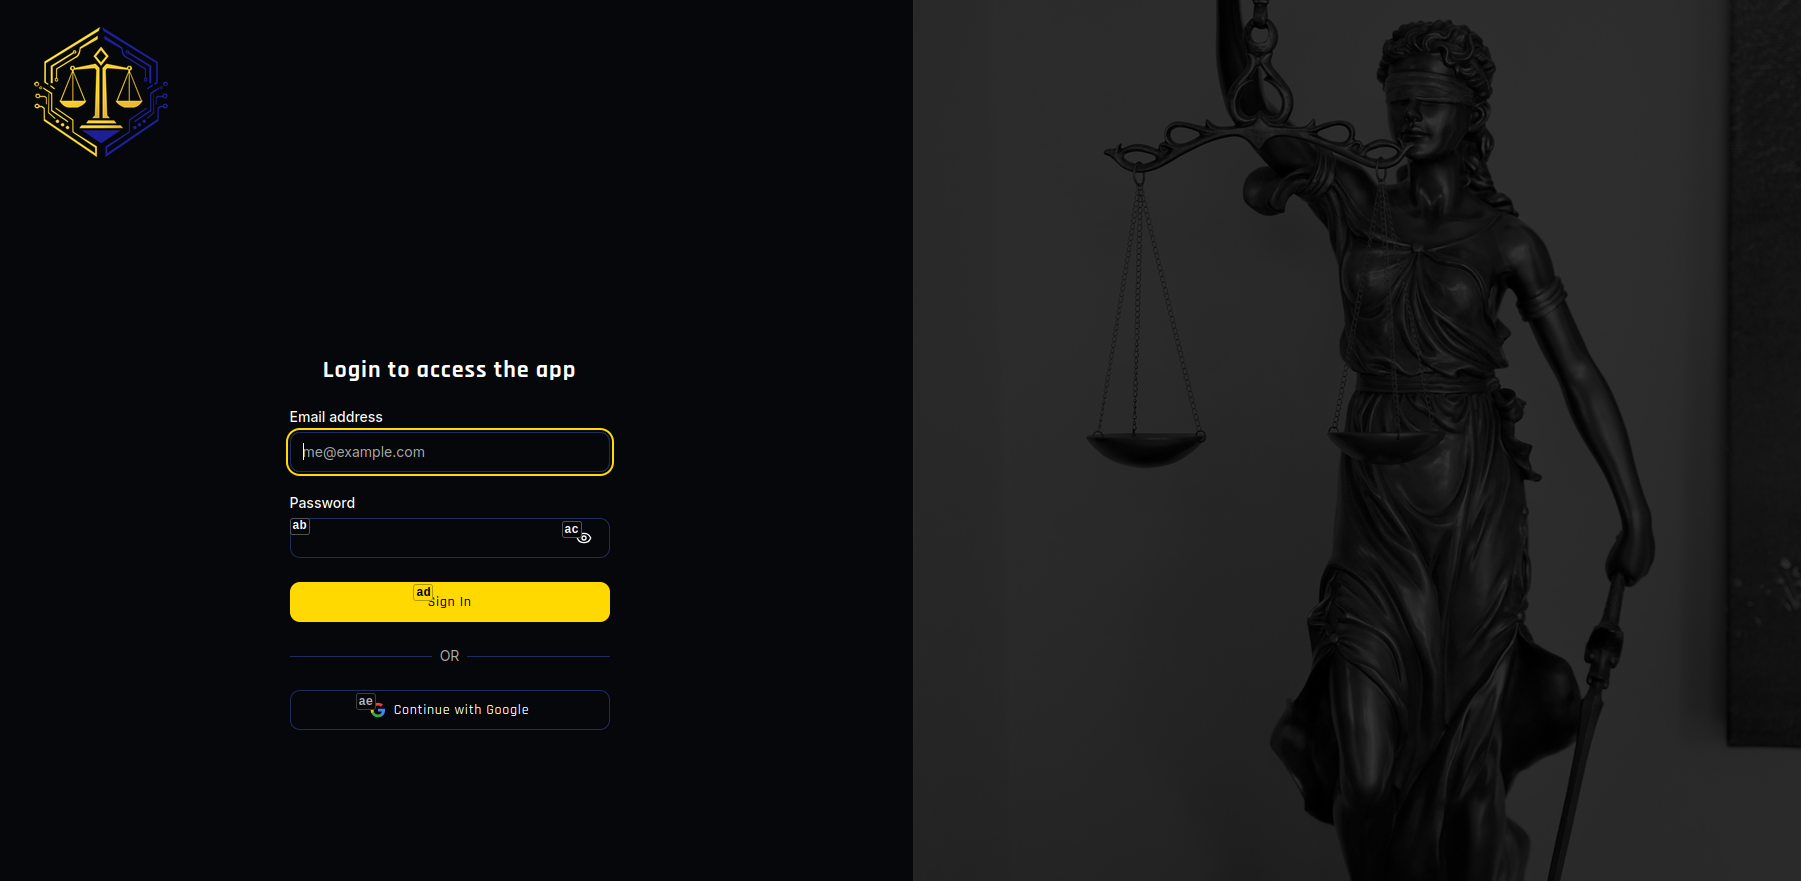 Login to access the app
Email address
me@example.com
Password
ab
ac
ad
Sign In
OR
ae
Continue with Google